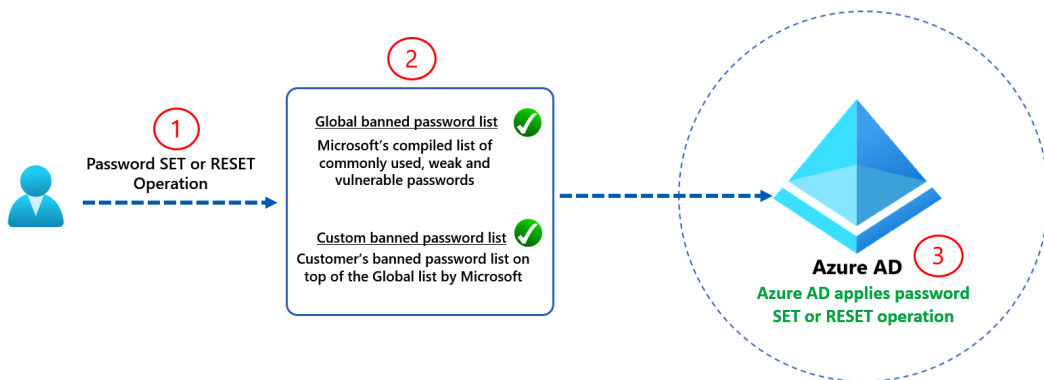 1
Password SET or RESET
Operation
2
Global banned password list
Microsoft's compiled list of
commonly used, weak and
vulnerable passwords
Custom banned password list
Customer's banned password list on
top of the Global list by Microsoft
Azure AD
3
Azure AD applies password
SET or RESET operation